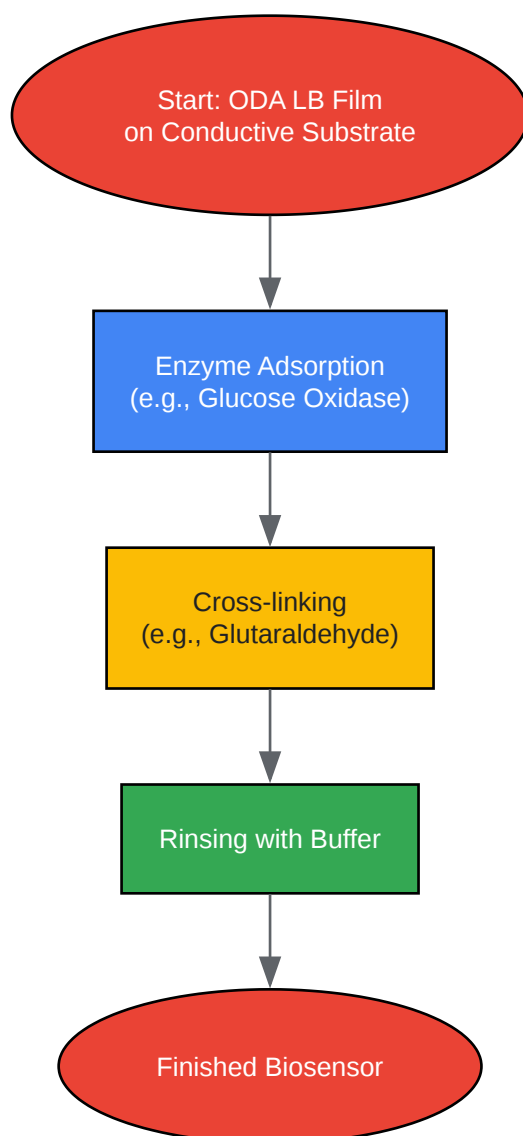 Start: ODA LB Film
on Conductive Substrate
Enzyme Adsorption
(e.g., Glucose Oxidase)
Cross-linking
(e.g., Glutaraldehyde)
Rinsing with Buffer
Finished Biosensor